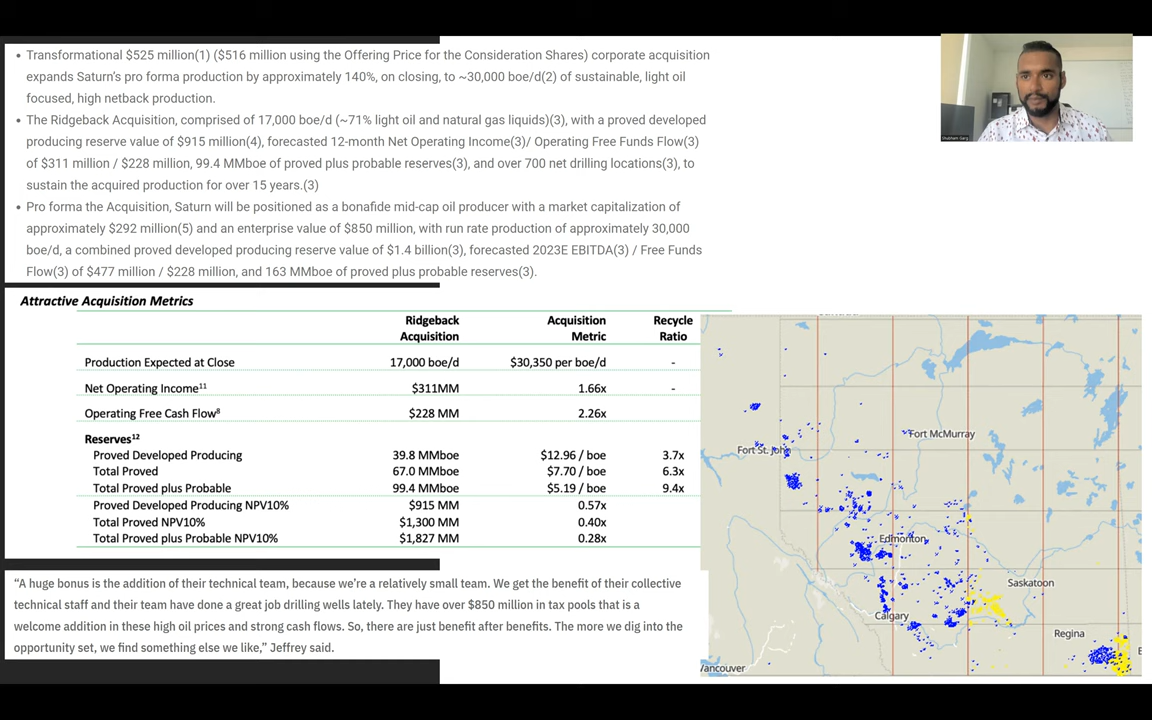 • Transformational $525 million(1) ($516 million using the Offering Price for the Consideration Shares) corporate acquisition
expands Saturn's pro forma production by approximately 140%, on closing, to ~30,000 boe/d(2) of sustainable, light oil
focused, high netback production.
• The Ridgeback Acquisition, comprised of 17,000 boe/d (~71% light oil and natural gas liquids)(3), with a proved developed
producing reserve value of $915 million(4), forecasted 12-month Net Operating Income(3)/ Operating Free Funds Flow(3)
of $311 million / $228 million, 99.4 MMboe of proved plus probable reserves(3), and over 700 net drilling locations(3), to
sustain the acquired production for over 15 years.(3)
• Pro forma the Acquisition, Saturn will be positioned as a bonafide mid-cap oil producer with a market capitalization of
approximately $292 million(5) and an enterprise value of $850 million, with run rate production of approximately 30,000
boe/d, a combined proved developed producing reserve value of $1.4 billion(3), forecasted 2023E EBITDA(3) / Free Funds
Flow(3) of $477 million / $228 million, and 163 MMboe of proved plus probable reserves(3).
Attractive Acquisition Metrics
Ridgeback Acquisition Recycle
Acquisition Metric Ratio
Production Expected at Close 17,000 boe/d $30,350 per boe/d -
Net Operating Income¹¹ $311MM 1.66x -
Operating Free Cash Flow⁸ $228 MM 2.26x
Reserves¹²
Proved Developed Producing 39.8 MMboe $12.96 / boe 3.7x
Total Proved 67.0 MMboe $7.70 / boe 6.3x
Total Proved plus Probable 99.4 MMboe $5.19 / boe 9.4x
Proved Developed Producing NPV10% $915 MM 0.57x
Total Proved NPV10% $1,300 MM 0.40x
Total Proved plus Probable NPV10% $1,827 MM 0.28x
"A huge bonus is the addition of their technical team, because we're a relatively small team. We get the benefit of their collective
technical staff and their team have done a great job drilling wells lately. They have over $850 million in tax pools that is a
welcome addition in these high oil prices and strong cash flows. So, there are just benefit after benefits. The more we dig into the
opportunity set, we find something else we like," Jeffrey said.
Shubham Garg
Fort McMurray
Fort St. John
Edmonton
Saskatoon
Calgary
Regina
Vancouver